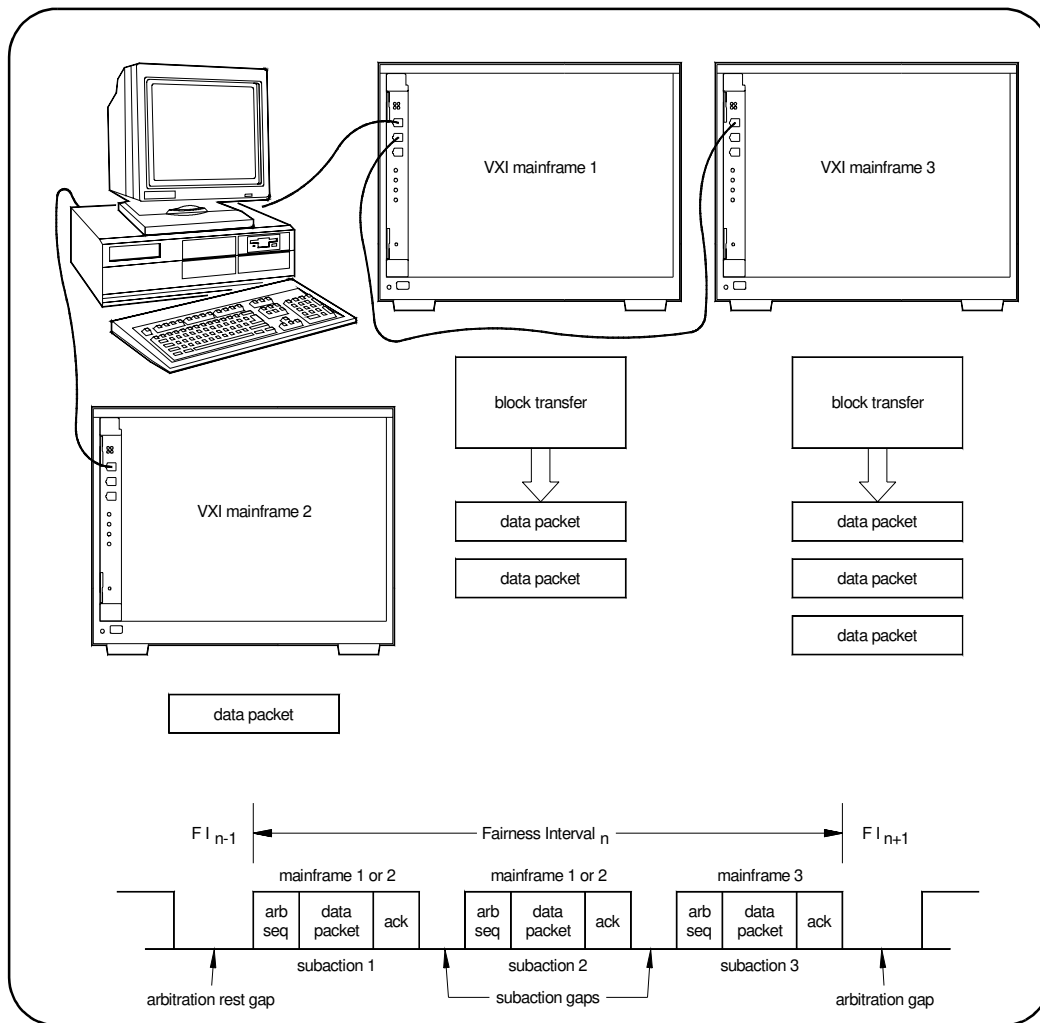 VXI mainframe 1
VXI mainframe 3
block transfer
block transfer
VXI mainframe 2
data packet
data packet
data packet
data packet
data packet
data packet
F I n-1
Fairness Interval n
F I n+1
mainframe 1 or 2
mainframe 1 or 2
mainframe 3
arb seq
data packet
ack
arb seq
data packet
ack
arb seq
data packet
ack
subaction 1
subaction 2
subaction 3
arbitration rest gap
subaction gaps
arbitration gap